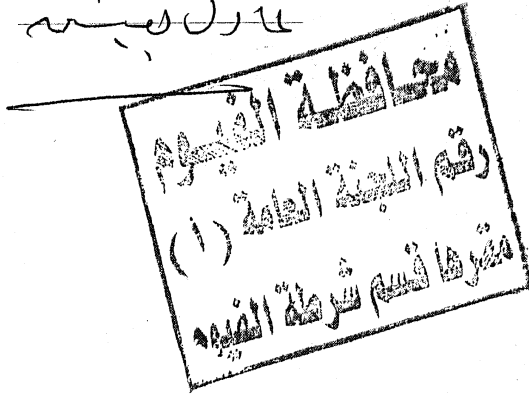 محافظة الفيوم
رقم اللجنة العامة (١)
مقرها قسم شرطة الفيوم